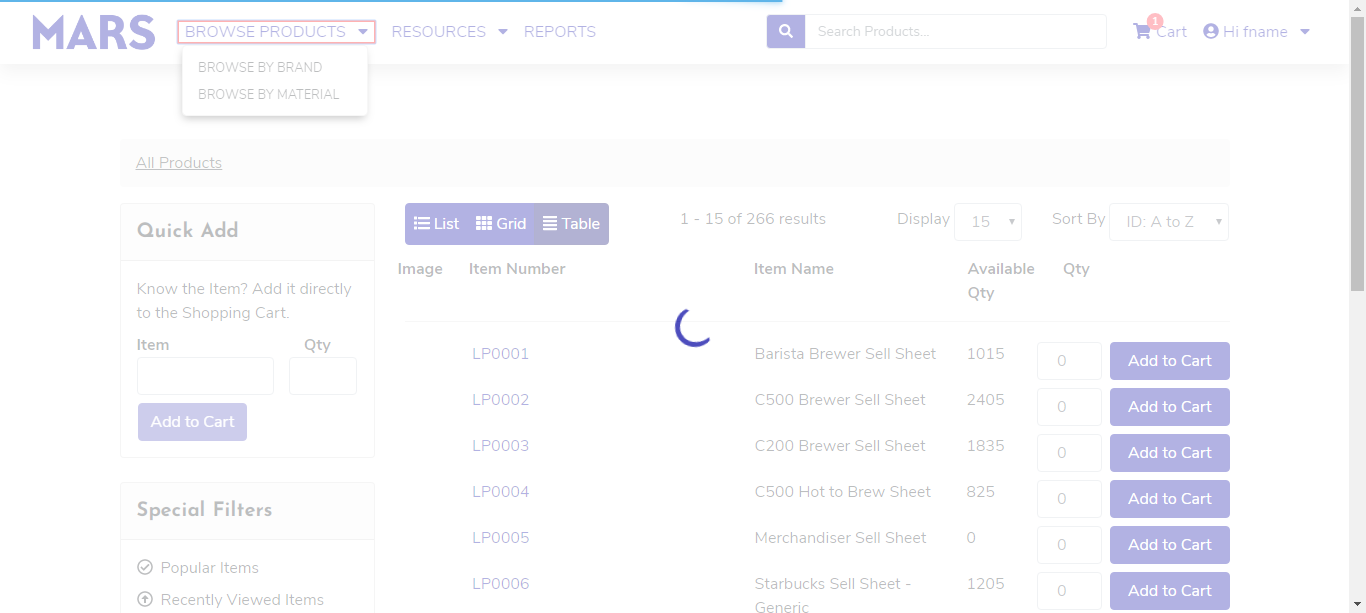 MARS
BROWSE PRODUCTS
RESOURCES
REPORTS
Search Products...
1
Cart
Hi fname
BROWSE BY BRAND
BROWSE BY MATERIAL
All Products
Quick Add
Know the Item? Add it directly
to the Shopping Cart.
Item Qty
Add to Cart
Special Filters
Popular Items
Recently Viewed Items
List Grid Table
1 - 15 of 266 results
Display 15
Sort By ID: A to Z
Image Item Number Item Name Available Qty
Qty
LP0001 Barista Brewer Sell Sheet 1015 0 Add to Cart
LP0002 C500 Brewer Sell Sheet 2405 0 Add to Cart
LP0003 C200 Brewer Sell Sheet 1835 0 Add to Cart
LP0004 C500 Hot to Brew Sheet 825 0 Add to Cart
LP0005 Merchandiser Sell Sheet 0 0 Add to Cart
LP0006 Starbucks Sell Sheet - 1205 0 Add to Cart
Generic